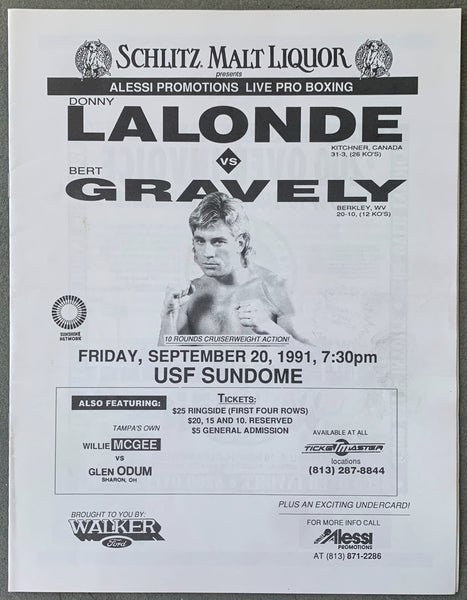 SCHLITZ. MALT LIQUOR
presents
ALESSI PROMOTIONS LIVE PRO BOXING
DONNY
LALONDE
KITCHNER, CANADA
31-3, (26 KO'S)
VS
BERT
GRAVELY
BERKLEY, WV
20-10, (12 KO'S)
10 ROUNDS CRUISERWEIGHT ACTION!
SUNSHINE
NETWORK
FRIDAY, SEPTEMBER 20, 1991, 7:30pm
USF SUNDOME
ALSO FEATURING:
TAMPA'S OWN
WILLIE MCGEE
VS
GLEN ODUM
SHARON, OH
TICKETS:
$25 RINGSIDE (FIRST FOUR ROWS)
$20, 15 AND 10. RESERVED
$5 GENERAL ADMISSION
AVAILABLE AT ALL
TICKETMASTER
locations
(813) 287-8844
PLUS AN EXCITING UNDERCARD!
BROUGHT TO YOU BY:
WALKER
Ford
FOR MORE INFO CALL
Alessi
PROMOTIONS
AT (813) 871-2286